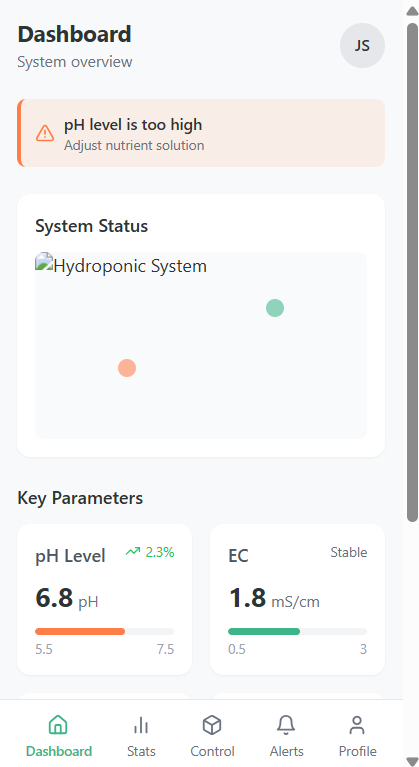 Dashboard
System overview
JS
pH level is too high
Adjust nutrient solution
System Status
Hydroponic System
Key Parameters
pH Level 2.3%
6.8 pH
5.5 7.5
EC Stable
1.8 mS/cm
0.5 3
Dashboard Stats Control Alerts Profile